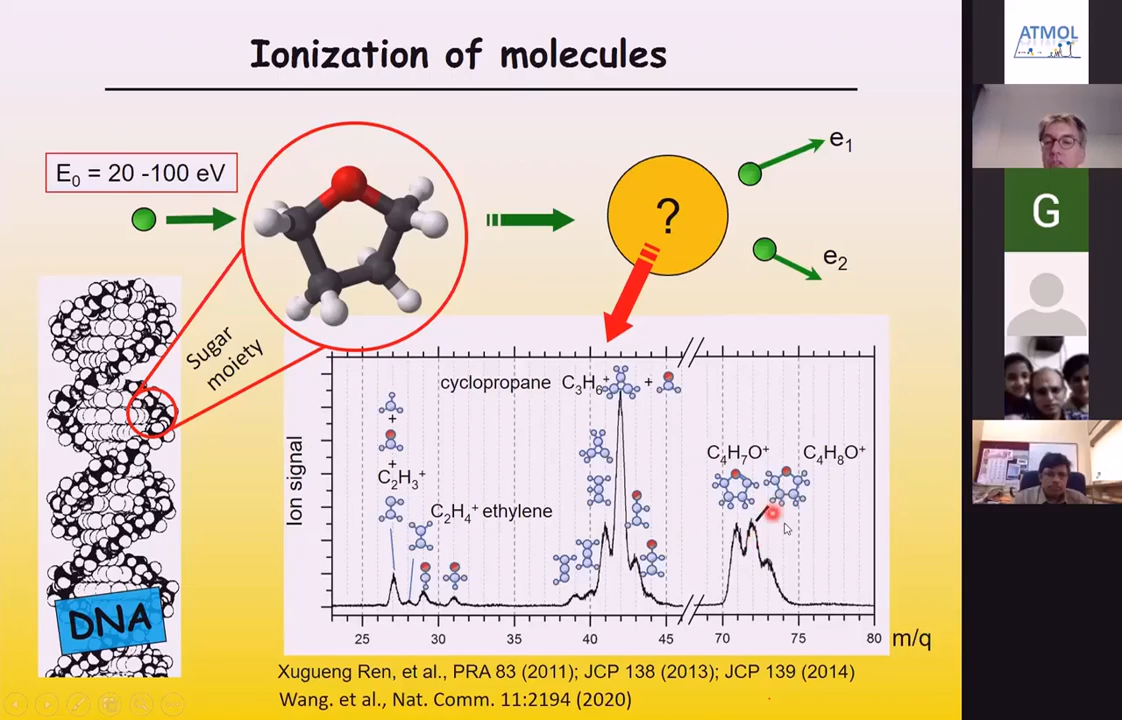 Ionization of molecules
ATMOL
E₀ = 20 -100 eV
e₁
?
e₂
G
Sugar
moiety
cyclopropane C₃H₆⁺ +
+
+
C₂H₃⁺
C₂H₄⁺ ethylene
C₄H₇O⁺ C₄H₈O⁺
Ion signal
DNA
25 30 35 40 45 70 75 80 m/q
Xugueng Ren, et al., PRA 83 (2011); JCP 138 (2013); JCP 139 (2014)
Wang. et al., Nat. Comm. 11:2194 (2020)